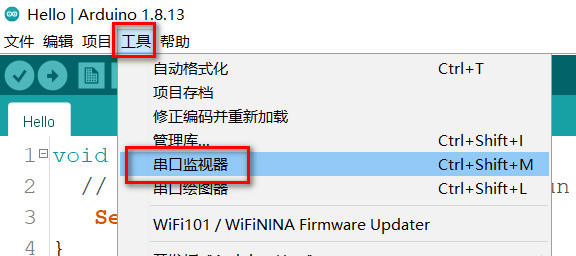 Hello | Arduino 1.8.13
文件 编辑 项目 工具 帮助
自动格式化 Ctrl+T
项目存档
修正编码并重新加载
管理库... Ctrl+Shift+I
串口监视器 Ctrl+Shift+M
串口绘图器 Ctrl+Shift+L
WiFi101 / WiFiNINA Firmware Updater
Hello
1 void
2 // un
3 Se
4 }